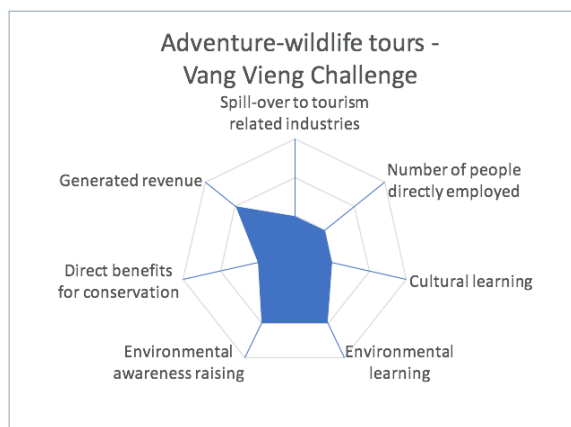 Adventure-wildlife tours -
Vang Vieng Challenge
Spill-over to tourism
related industries
Number of people
directly employed
Cultural learning
Environmental
learning
Environmental
awareness raising
Direct benefits
for conservation
Generated revenue